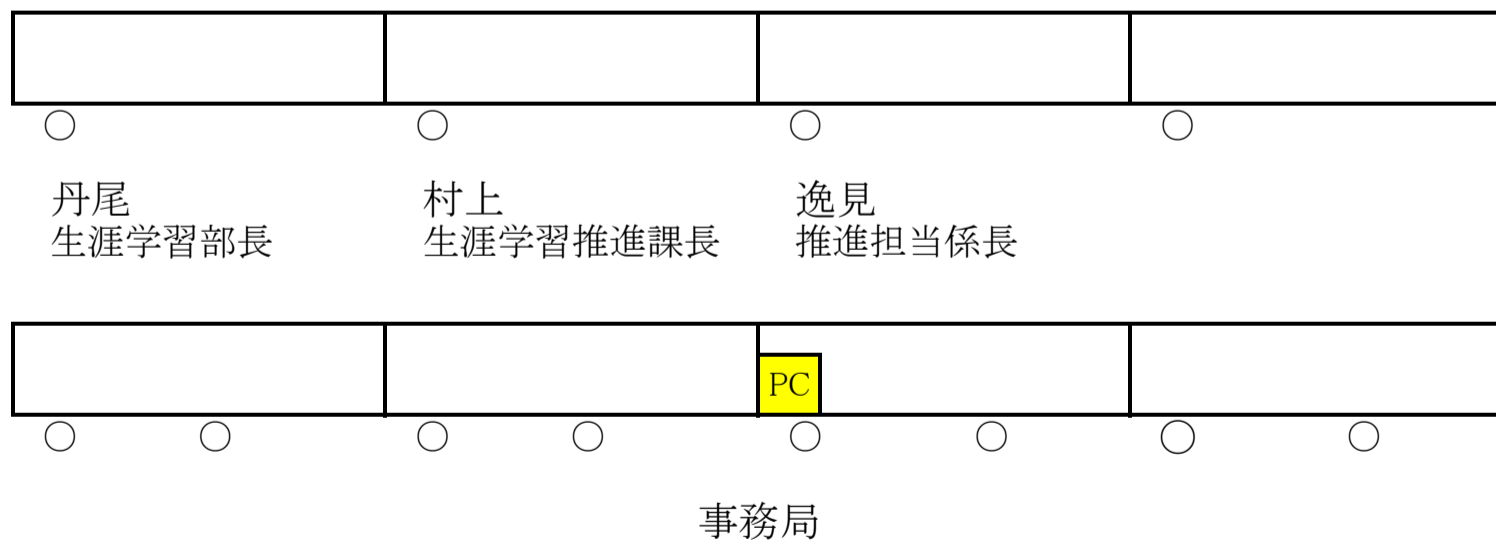 丹尾
生涯学習部長
村上
生涯学習推進課長
逸見
推進担当係長
PC
事務局